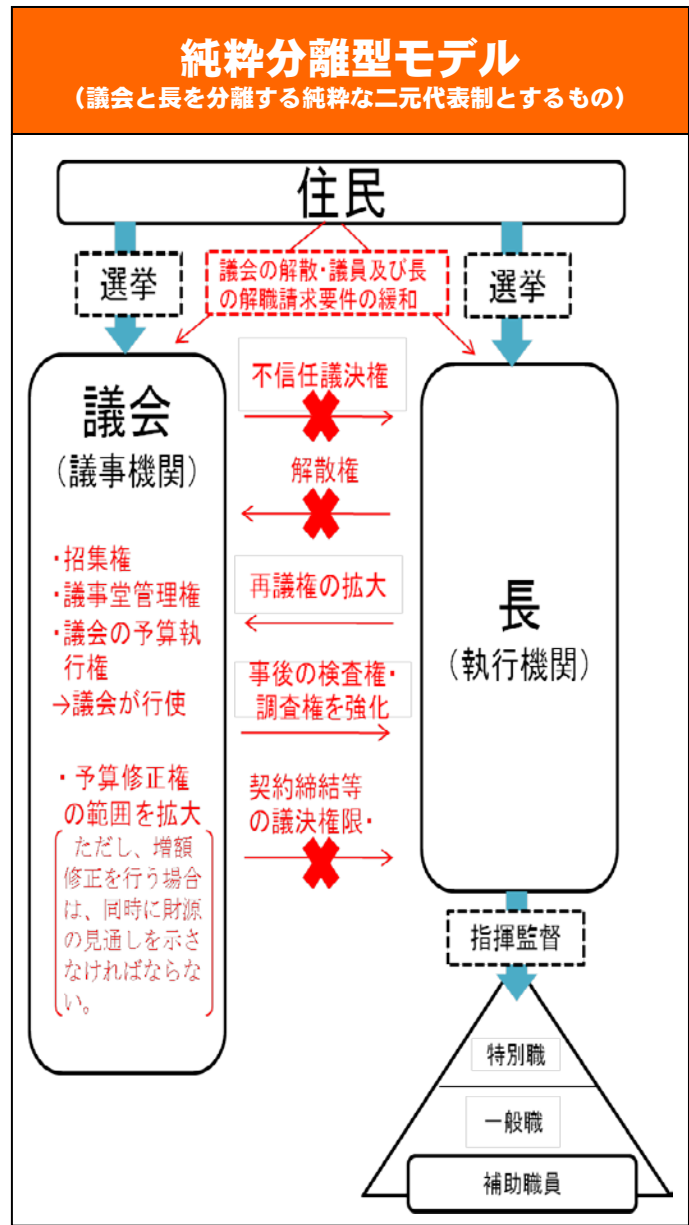 純粋分離型モデル
（議会と長を分離する純粋な二元代表制とするもの）
住民
選挙
議会の解散・議員及び長
の解職請求要件の緩和
選挙
議会
（議事機関）
・招集権
・議事堂管理権
・議会の予算執
行権
→議会が行使
・予算修正権
の範囲を拡大
ただし、増額
修正を行う場合
は、同時に財源
の見通しを示さ
なければならな
い。
不信任議決権
解散権
再議権の拡大
事後の検査権・
調査権を強化
契約締結等
の議決権限・
長
（執行機関）
指揮監督
特別職
一般職
補助職員